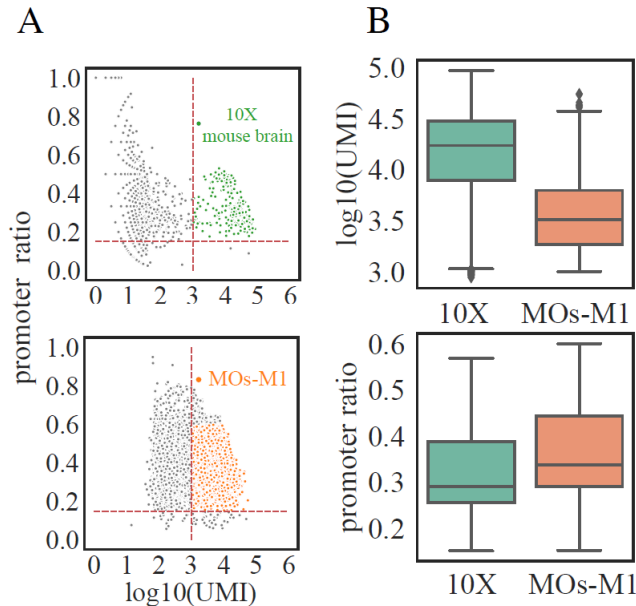 A
B
1.0
0.8
0.6
0.4
0.2
0.0
10X
mouse brain
0 1 2 3 4 5 6
promoter ratio
1.0
0.8
0.6
0.4
0.2
0.0
MOs-M1
0 1 2 3 4 5 6
log10(UMI)
log10(UMI)
5.0
4.5
4.0
3.5
3.0
10X MOs-M1
promoter ratio
0.6
0.5
0.4
0.3
0.2
10X MOs-M1